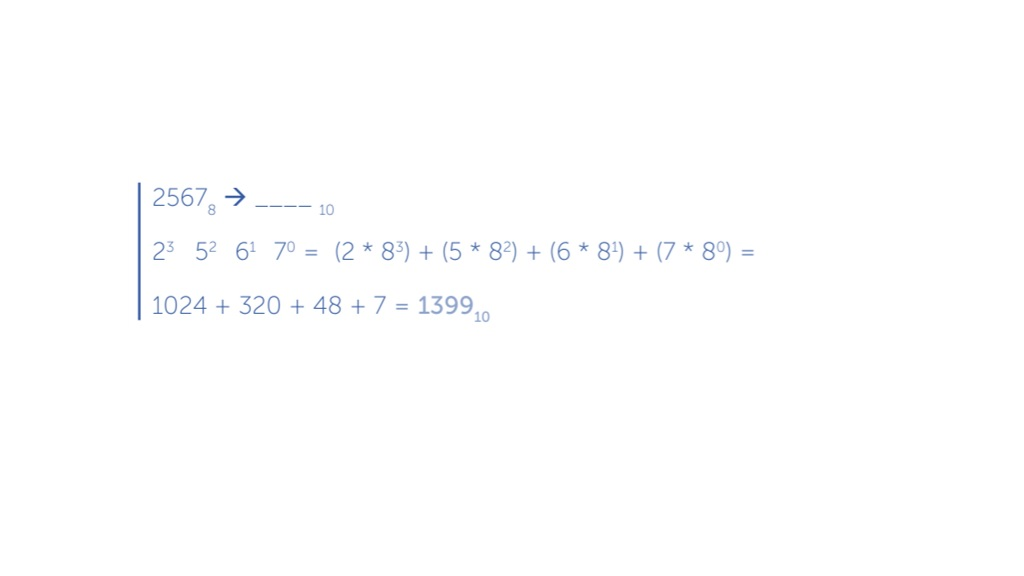 2567₈ → ____ ₁₀
2³ 5² 6¹ 7⁰ = (2 * 8³) + (5 * 8²) + (6 * 8¹) + (7 * 8⁰) =
1024 + 320 + 48 + 7 = 1399₁₀